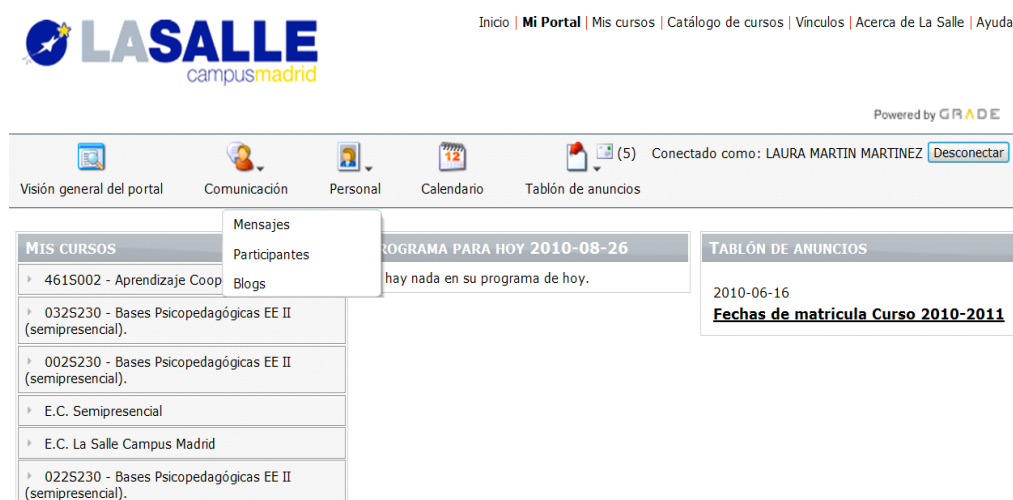 LASALLE
campusmadrid
Inicio | Mi Portal | Mis cursos | Catálogo de cursos | Vínculos | Acerca de La Salle | Ayuda
Powered by GRADE
12
(5) Conectado como: LAURA MARTIN MARTINEZ Desconectar
Visión general del portal Comunicación Personal Calendario Tablón de anuncios
Mensajes
Participantes
Blogs
MIS CURSOS
461S002 - Aprendizaje Coop
032S230 - Bases Psicopedagógicas EE II
(semipresencial).
002S230 - Bases Psicopedagógicas EE II
(semipresencial).
E.C. Semipresencial
E.C. La Salle Campus Madrid
022S230 - Bases Psicopedagógicas EE II
(semipresencial).
ROGRAMA PARA HOY 2010-08-26
hay nada en su programa de hoy.
TABLÓN DE ANUNCIOS
2010-06-16
Fechas de matricula Curso 2010-2011